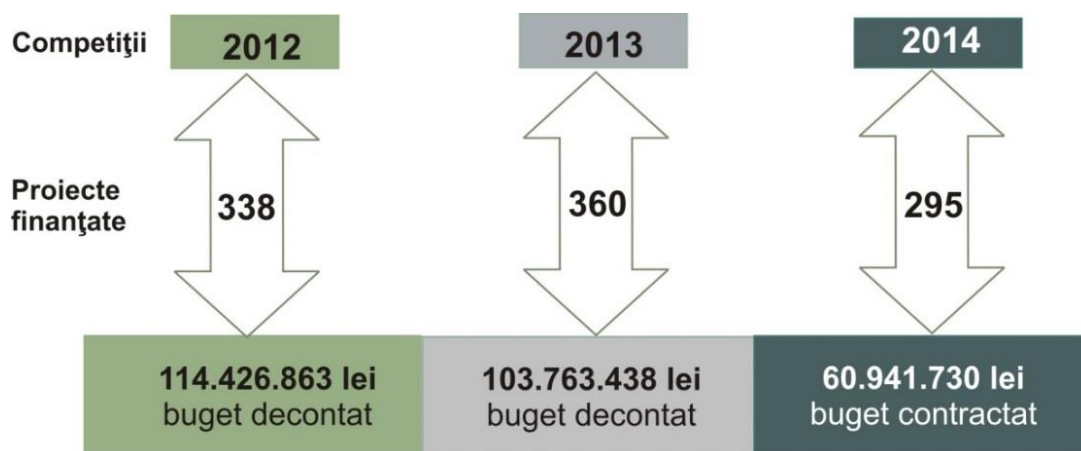 Competiţii
2012
2013
2014
Proiecte
finanţate
338
360
295
114.426.863 lei
buget decontat
103.763.438 lei
buget decontat
60.941.730 lei
buget contractat